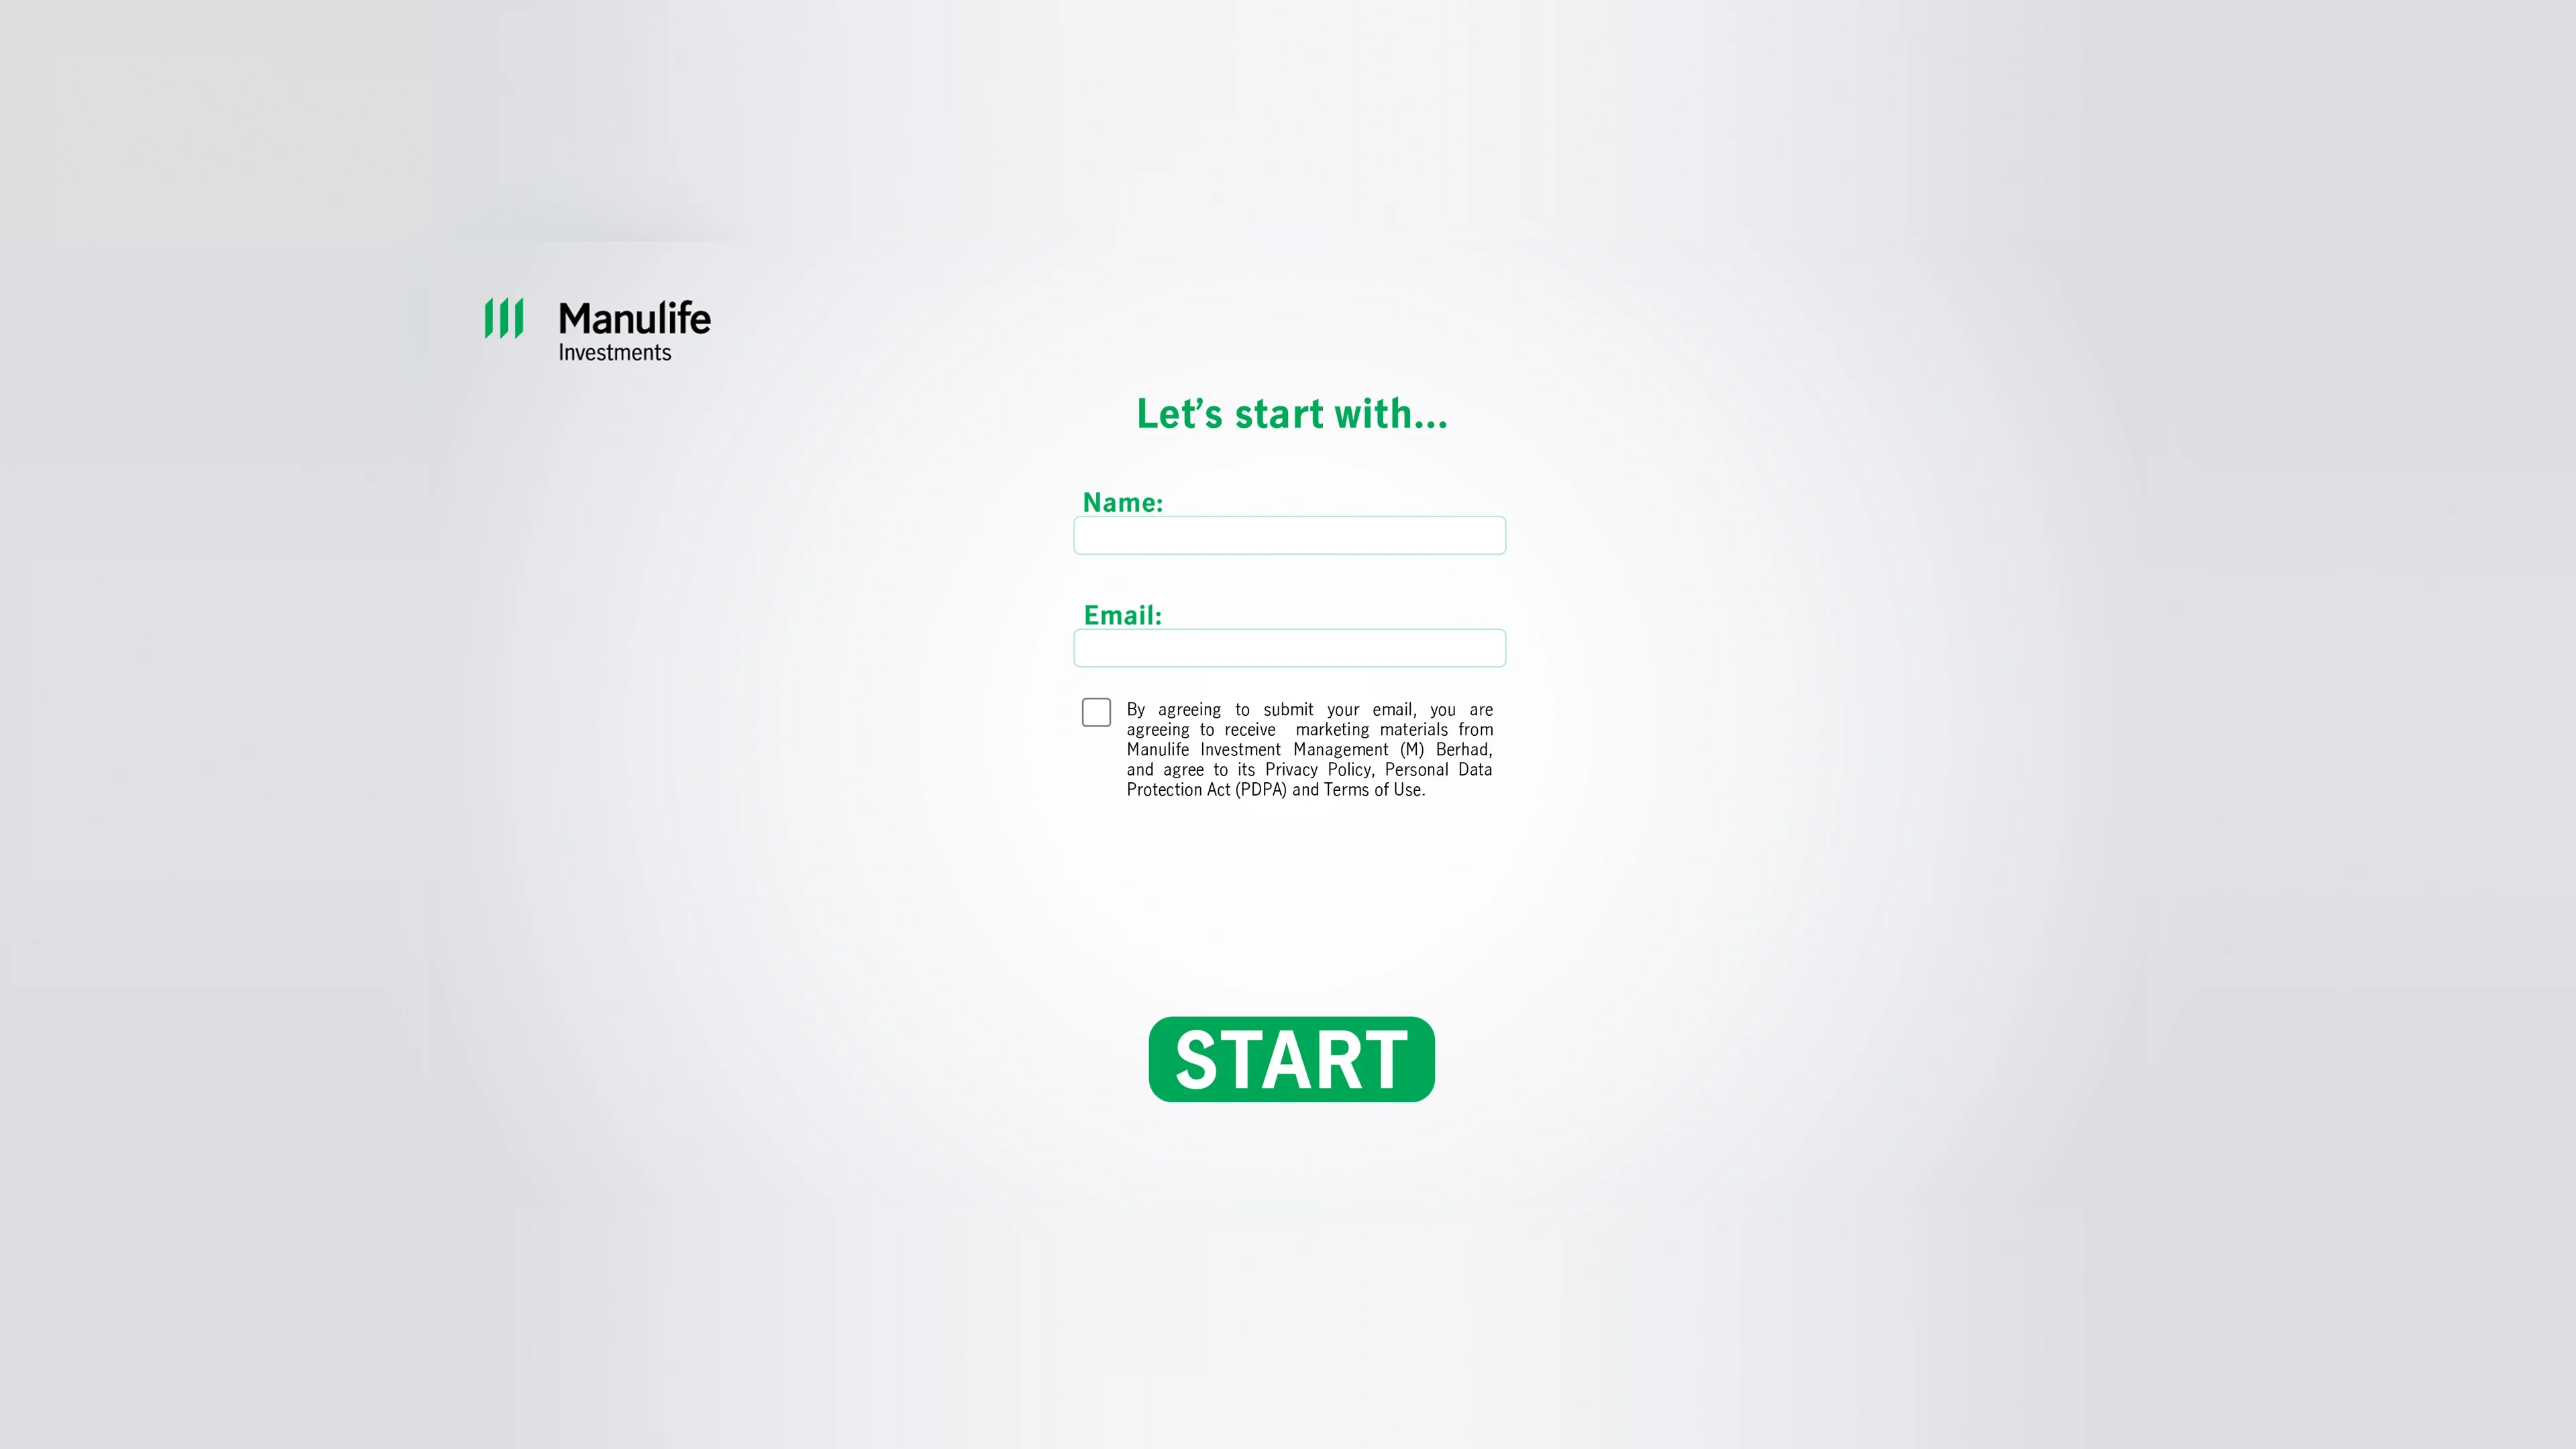 Manulife
Investments
Let’s start with...
Name:
Email:
By agreeing to submit your email, you are
agreeing to receive marketing materials from
Manulife Investment Management (M) Berhad,
and agree to its Privacy Policy, Personal Data
Protection Act (PDPA) and Terms of Use.
START